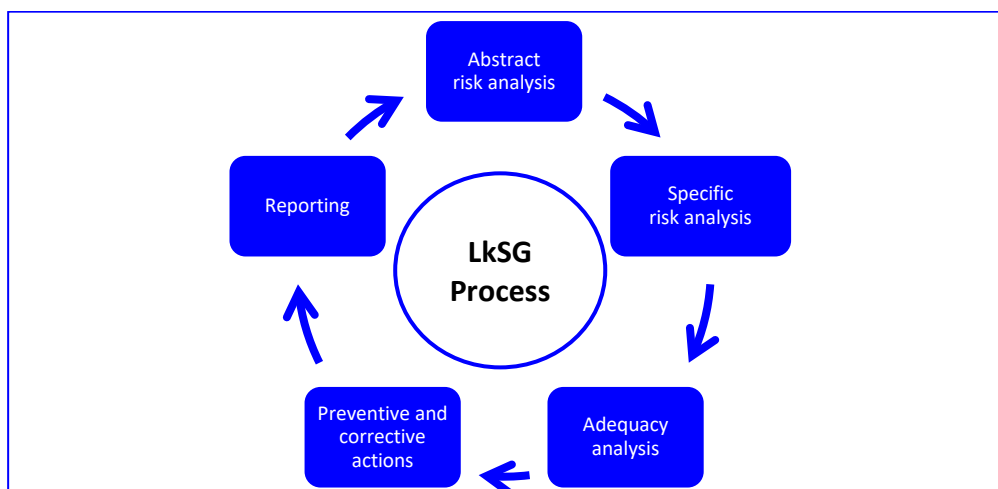 Abstract
risk analysis
Reporting
Specific
risk analysis
LkSG
Process
Preventive and
corrective
actions
Adequacy
analysis